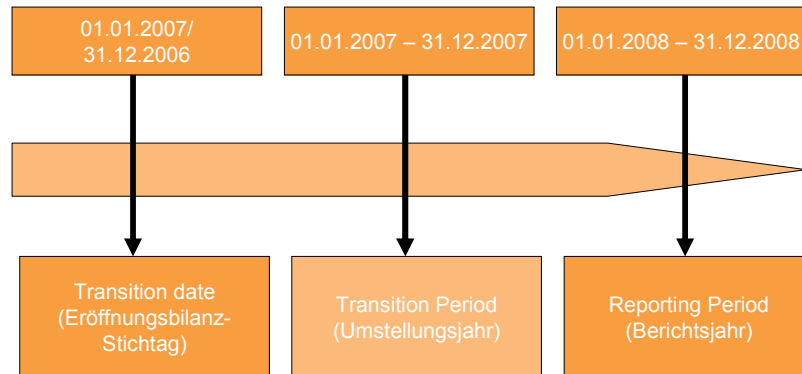 01.01.2007/
31.12.2006
01.01.2007 – 31.12.2007
01.01.2008 – 31.12.2008
Transition date
(Eröffnungsbilanz-
Stichtag)
Transition Period
(Umstellungsjahr)
Reporting Period
(Berichtsjahr)